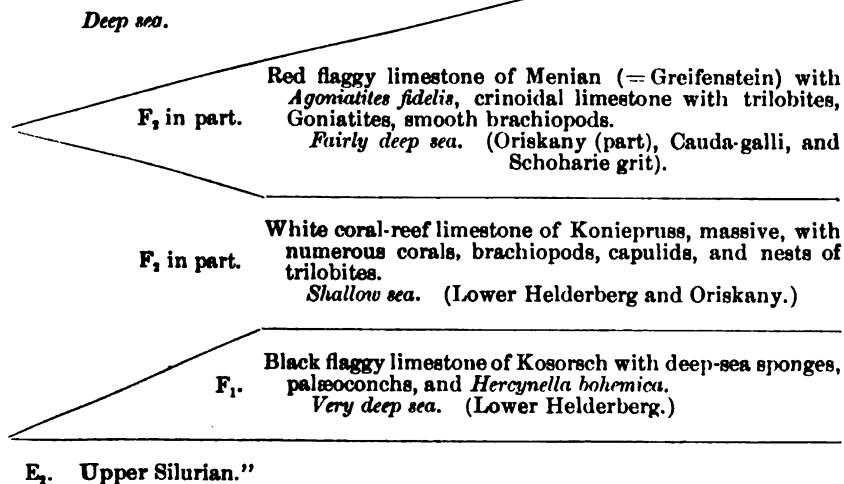 Deep sea.
Red flaggy limestone of Menian (= Greifenstein) with
Agoniatites fidelis, crinoidal limestone with trilobites,
F₂ in part. Goniatites, smooth brachiopods.
Fairly deep sea. (Oriskany (part), Cauda-galli, and
Schoharie grit).
White coral-reef limestone of Koniepruss, massive, with
F₂ in part. numerous corals, brachiopods, capulids, and nests of
trilobites.
Shallow sea. (Lower Helderberg and Oriskany.)
Black flaggy limestone of Kosorsch with deep-sea sponges,
F₁. palæoconchs, and Hercynella bohemica.
Very deep sea. (Lower Helderberg.)
E₂. Upper Silurian.”